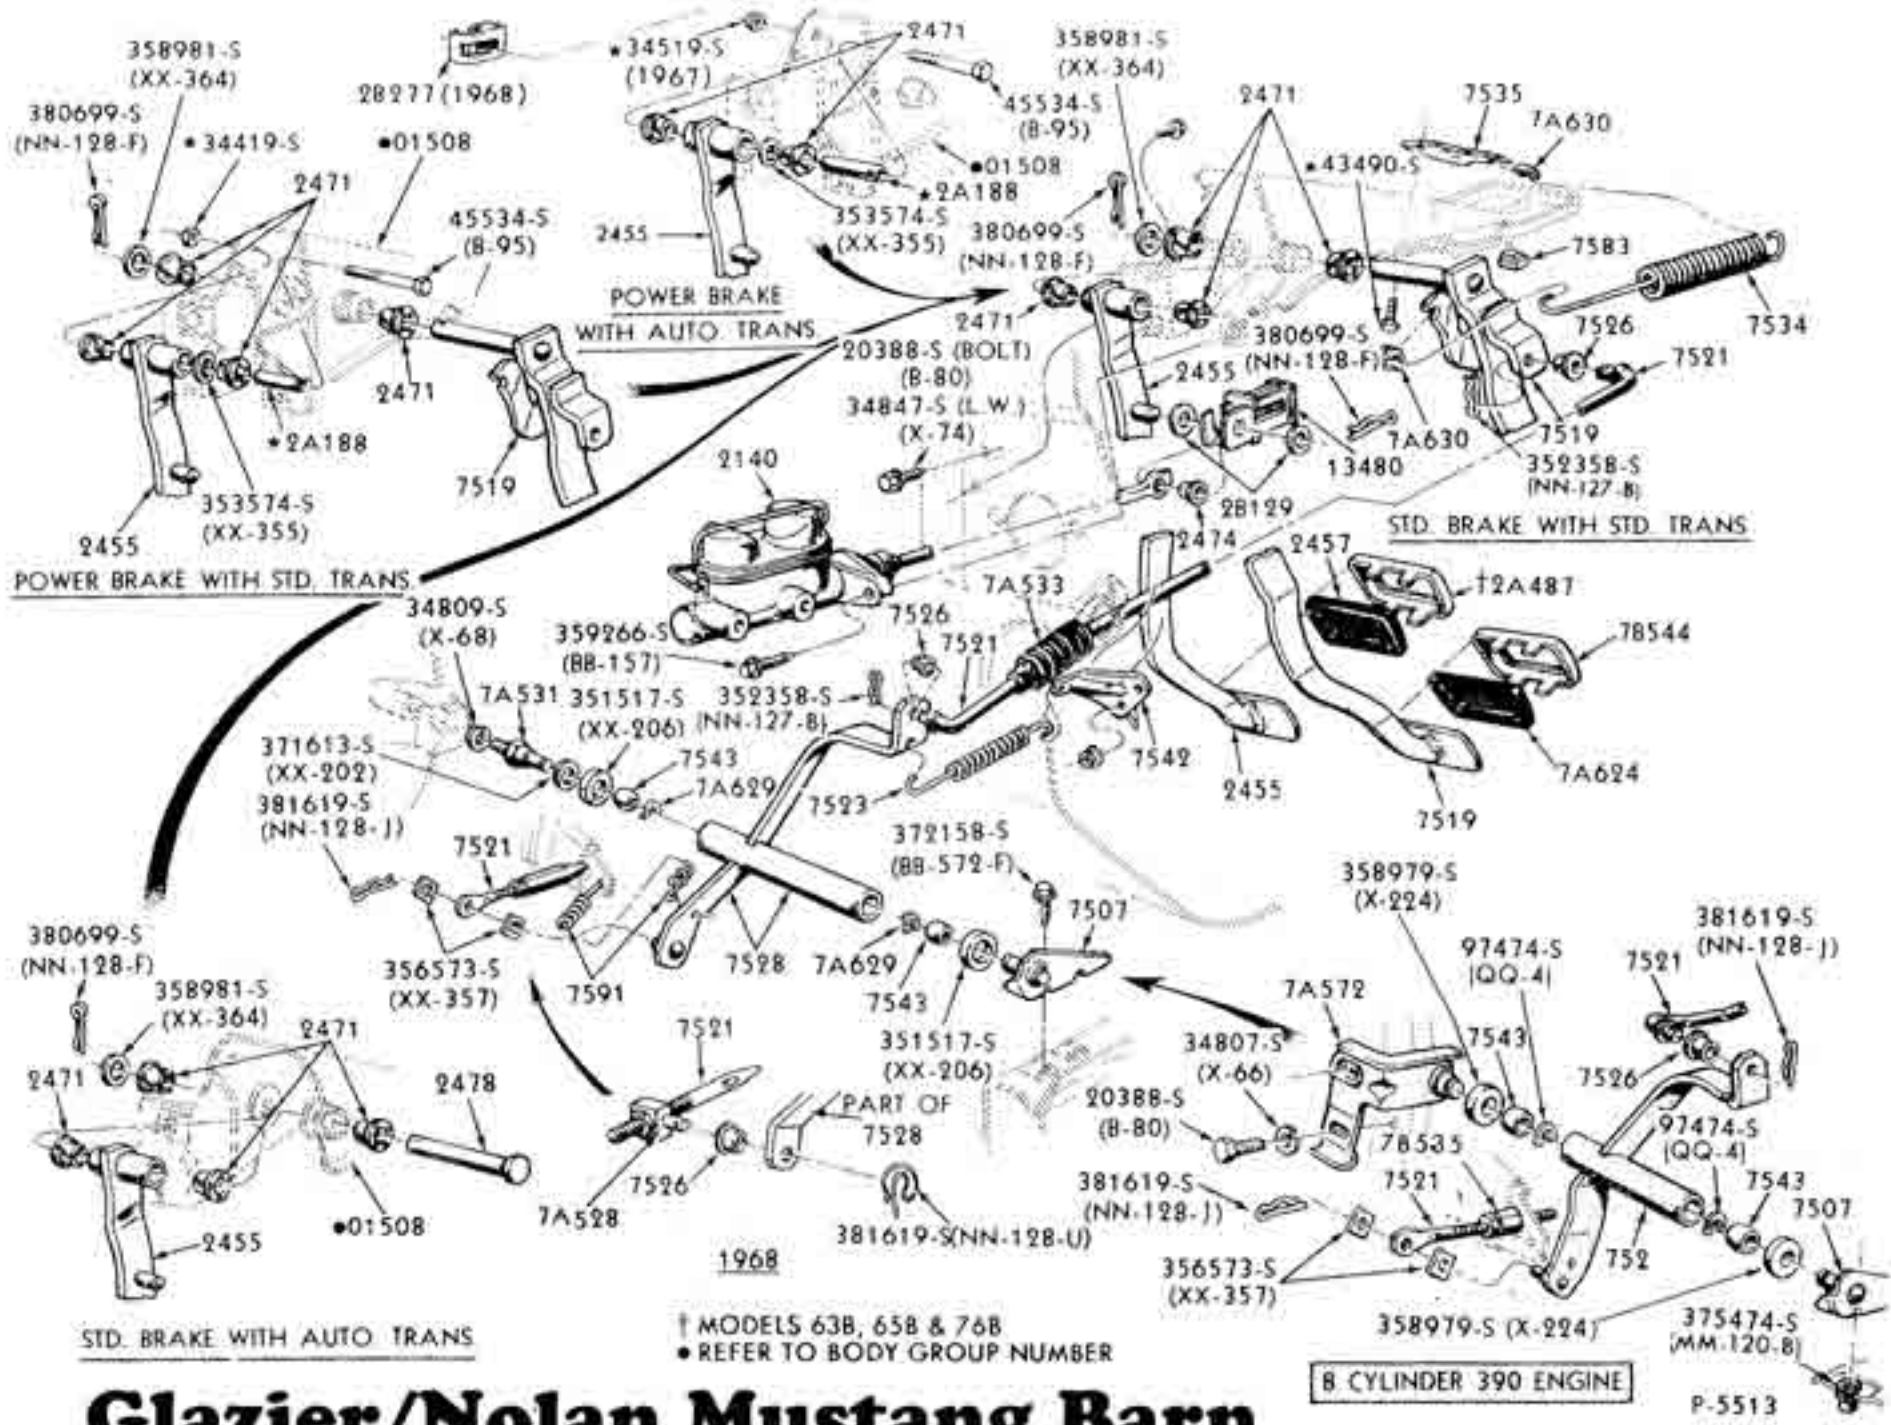 358981-S
(XX-364)
380699-S
(NN-128-F)
★34419-S
2471
28277(1968)
●01508
45534-S
(B-95)
★34519-S
(1967)
2471
45534-S
(B-95)
●01508
★2A188
353574-S
(XX-355)
2455
POWER BRAKE
WITH AUTO. TRANS.
358981-S
(XX-364)
2471
7535
7A630
★43490-S
380699-S
(NN-128-F)
7583
7534
7526
7521
2471
20388-S (BOLT)
(B-80)
34847-S (L.W.)
(X-74)
380699-S
(NN-128-F)
2455
7A630
13480
7519
352358-S
(NN-127-B)
2B129
STD. BRAKE WITH STD. TRANS.
2471
★2A188
7519
353574-S
(XX-355)
2455
POWER BRAKE WITH STD. TRANS.
2140
2474
2457
†2A487
7A533
7B544
34809-S
(X-68)
359266-S
(BB-157)
7526
7521
7A531
351517-S
(XX-206)
352358-S
(NN-127-B)
371613-S
(XX-202)
7543
7A629
7542
7523
2455
7A624
7519
381619-S
(NN-128-J)
7521
372158-S
(BB-572-F)
358979-S
(X-224)
381619-S
(NN-128-J)
7507
97474-S
(QQ-4)
7521
380699-S
(NN-128-F)
356573-S
(XX-357)
7591
7528
7A629
7543
7A572
358981-S
(XX-364)
2471
7521
351517-S
(XX-206)
34807-S
(X-66)
7543
7526
2471
2478
PART OF
7528
20388-S
(B-80)
7B535
97474-S
(QQ-4)
7526
7A528
381619-S(NN-128-U)
381619-S
(NN-128-J)
7521
7543
7507
2455
●01508
356573-S
(XX-357)
752
358979-S (X-224)
375474-S
(MM-120-B)
1968
STD. BRAKE WITH AUTO TRANS.
† MODELS 63B, 65B & 76B
● REFER TO BODY GROUP NUMBER
8 CYLINDER 390 ENGINE
P-5513
Glazier/Nolan Mustang Barn